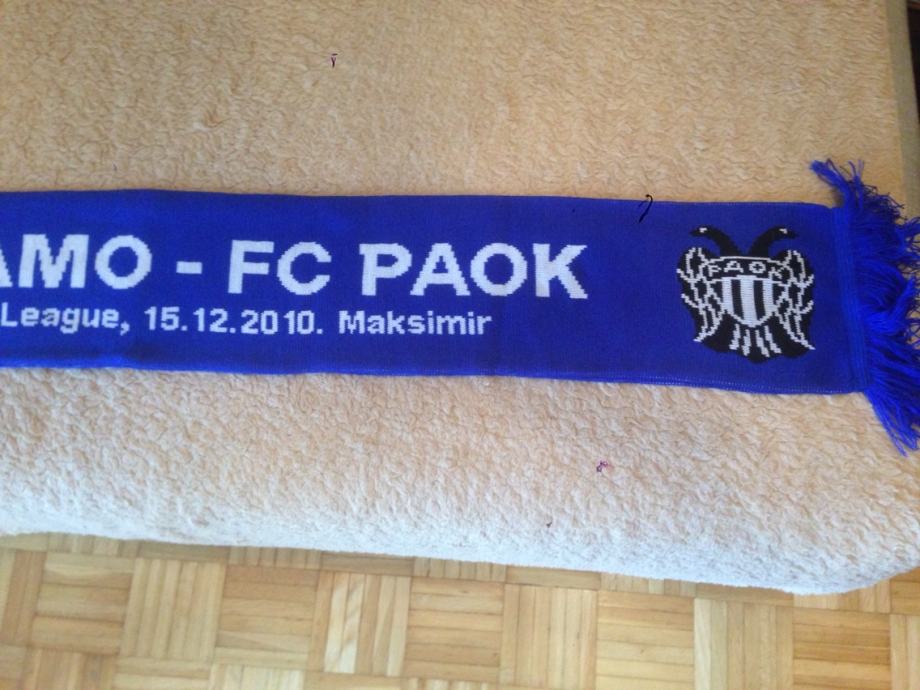 AMO - FC PAOK
League, 15.12.2010. Maksimir
PAOK